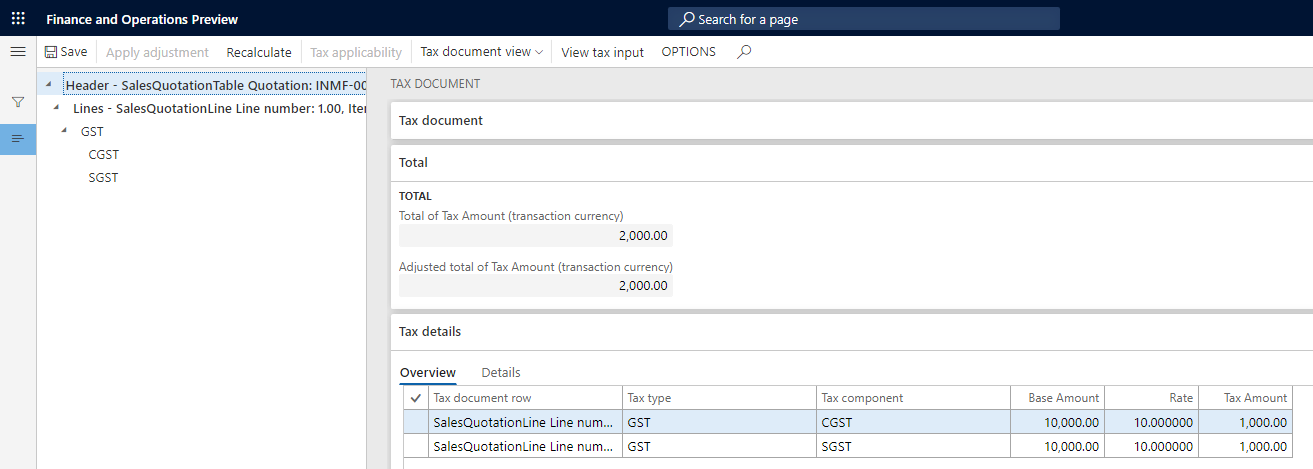 Finance and Operations Preview
Search for a page
Save Apply adjustment Recalculate Tax applicability Tax document view View tax input OPTIONS
Header - SalesQuotationTable Quotation: INMF-00
Lines - SalesQuotationLine Line number: 1.00, Iter
GST
CGST
SGST
TAX DOCUMENT
Tax document
Total
TOTAL
Total of Tax Amount (transaction currency)
2,000.00
Adjusted total of Tax Amount (transaction currency)
2,000.00
Tax details
Overview Details
Tax document row Tax type Tax component Base Amount Rate Tax Amount
SalesQuotationLine Line num... GST CGST 10,000.00 10.000000 1,000.00
SalesQuotationLine Line num... GST SGST 10,000.00 10.000000 1,000.00